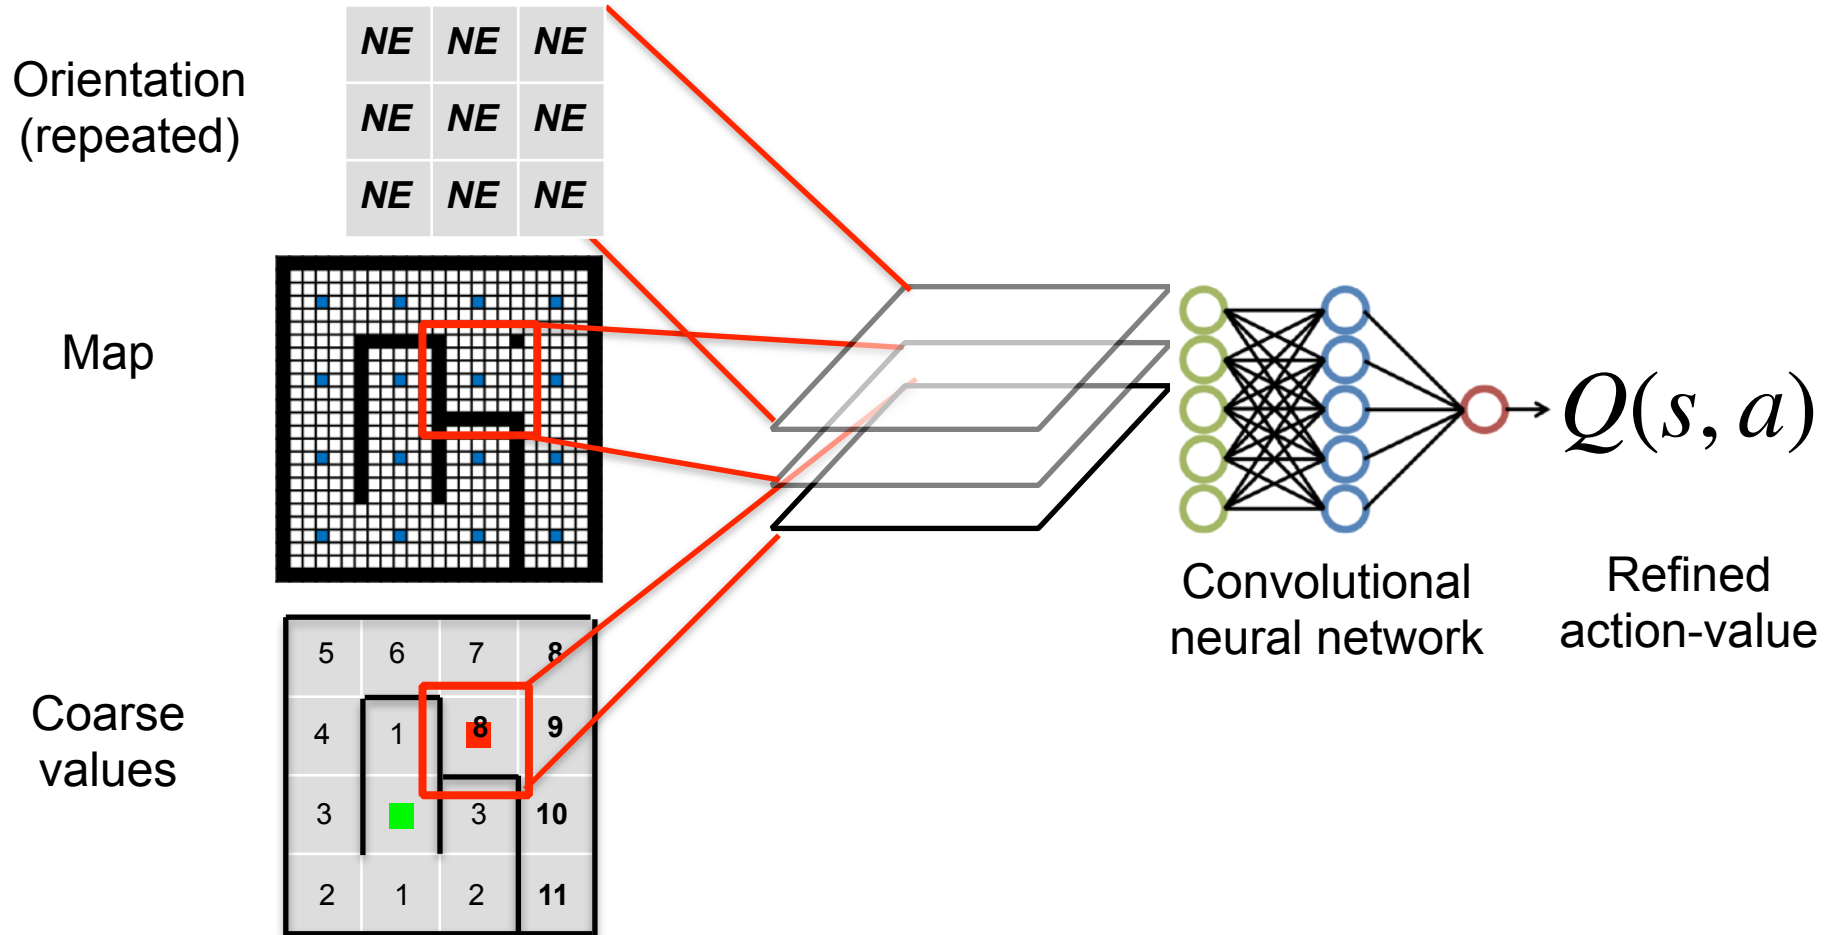 Orientation
(repeated)
NE NE NE
NE NE NE
NE NE NE
Map
Coarse
values
5 6 7 8
4 1 8 9
3 3 10
2 1 2 11
Convolutional
neural network
Q(s, a)
Refined
action-value